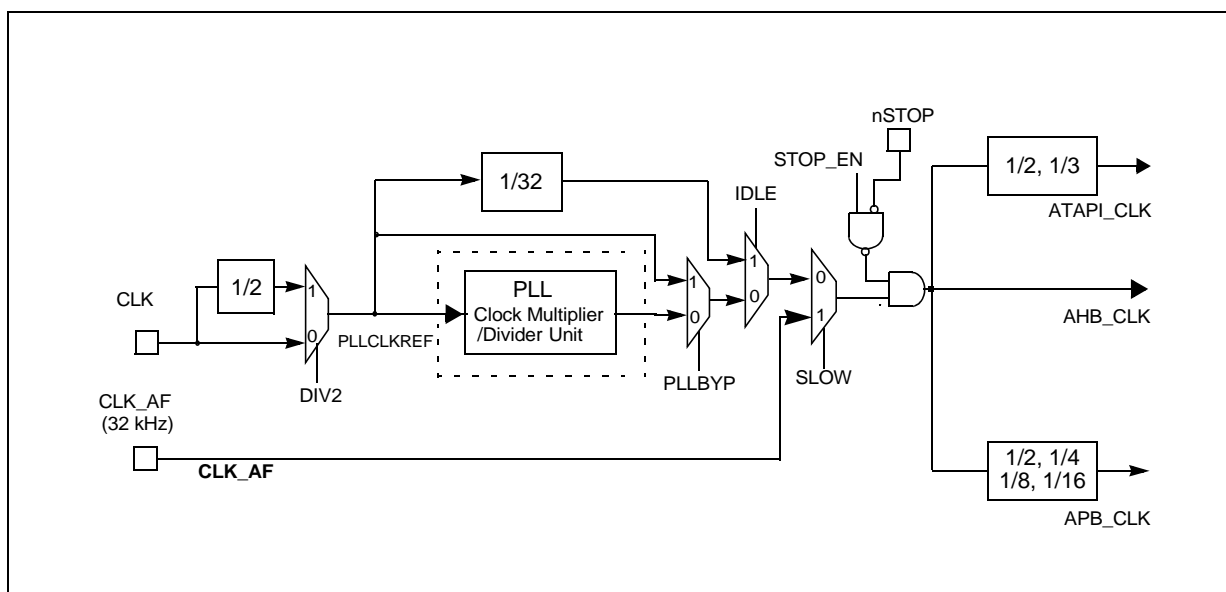 nSTOP
STOP_EN
1/2, 1/3
1/32
IDLE
ATAPI_CLK
1
0
CLK
1/2
1
0
PLLCLKREF
PLL
Clock Multiplier
/Divider Unit
1
0
0
1
AHB_CLK
DIV2
PLLBYP
SLOW
CLK_AF
(32 kHz)
CLK_AF
1/2, 1/4
1/8, 1/16
APB_CLK